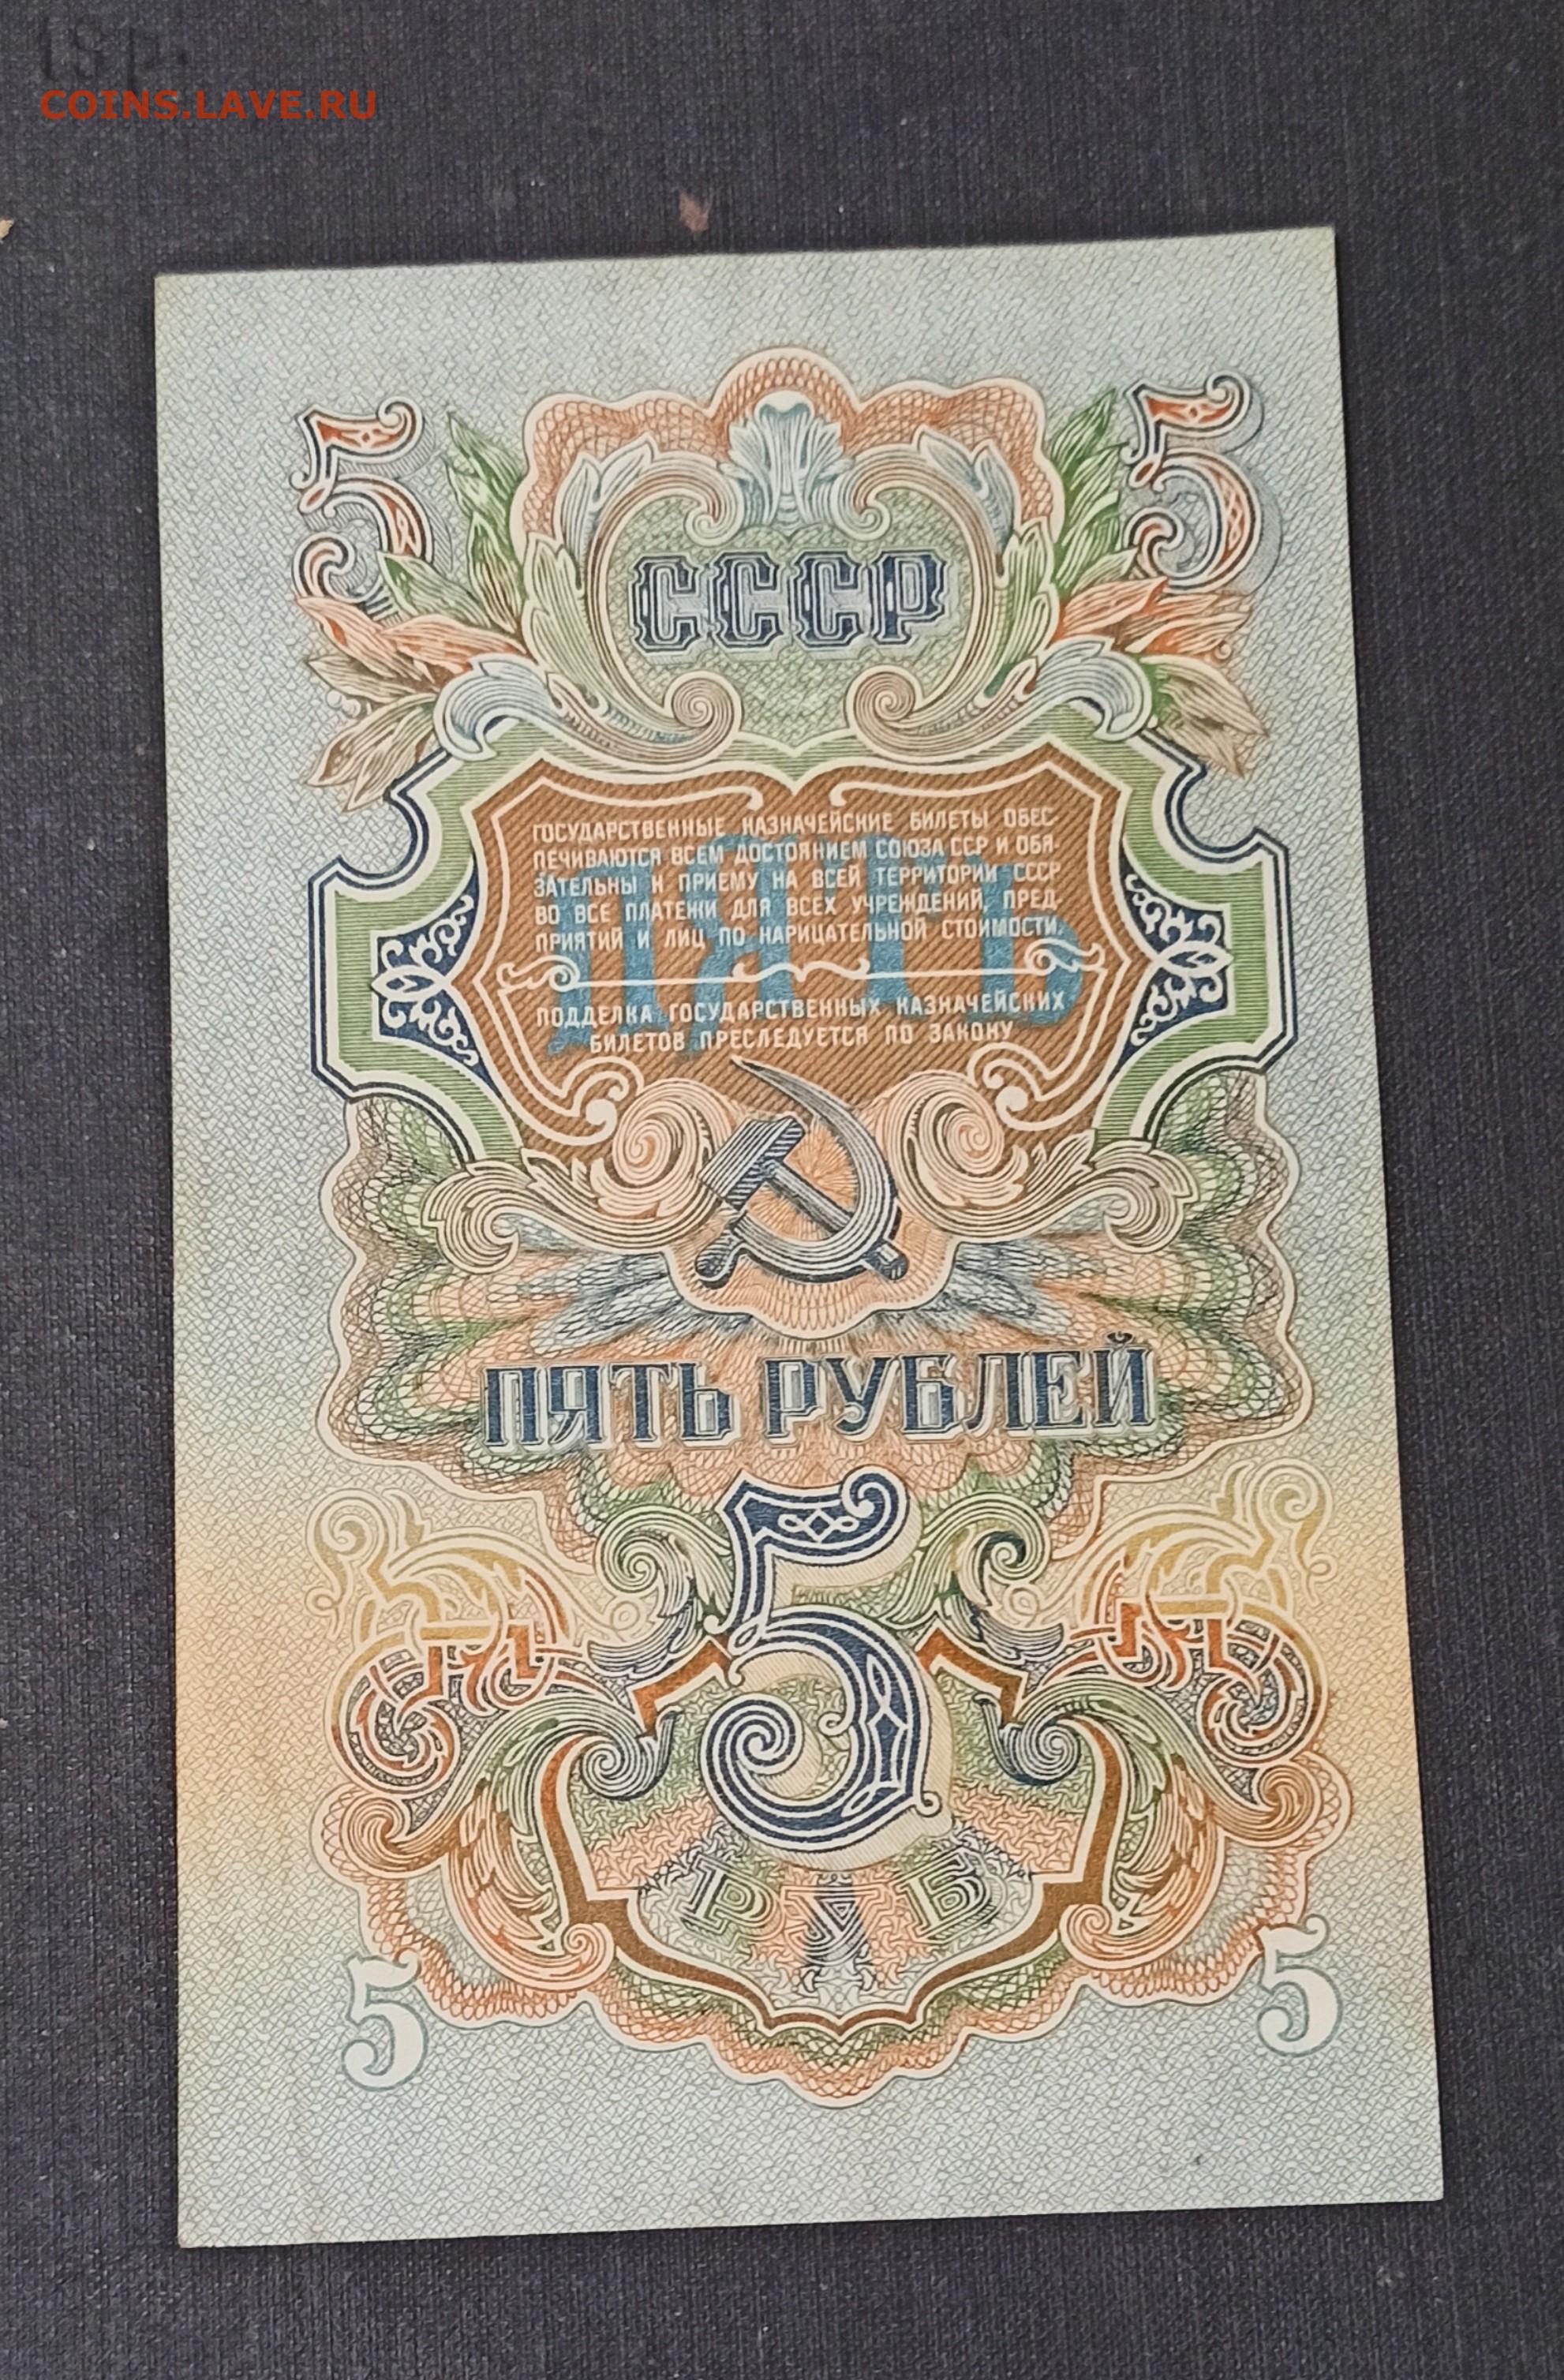 COINS.LAVE.RU
5 5
СССР
ГОСУДАРСТВЕННЫЕ КАЗНАЧЕЙСКИЕ БИЛЕТЫ ОБЕС-
ПЕЧИВАЮТСЯ ВСЕМ ДОСТОЯНИЕМ СОЮЗА ССР И ОБЯ-
ЗАТЕЛЬНЫ К ПРИЕМУ НА ВСЕЙ ТЕРРИТОРИИ СССР
ВО ВСЕ ПЛАТЕЖИ ДЛЯ ВСЕХ УЧРЕЖДЕНИЙ, ПРЕД-
ПРИЯТИЙ И ЛИЦ ПО НАРИЦАТЕЛЬНОЙ СТОИМОСТИ.
ПЯТЬ
ПОДДЕЛКА ГОСУДАРСТВЕННЫХ КАЗНАЧЕЙСКИХ
БИЛЕТОВ ПРЕСЛЕДУЕТСЯ ПО ЗАКОНУ
ПЯТЬ РУБЛЕЙ
5
РУБ
5 5